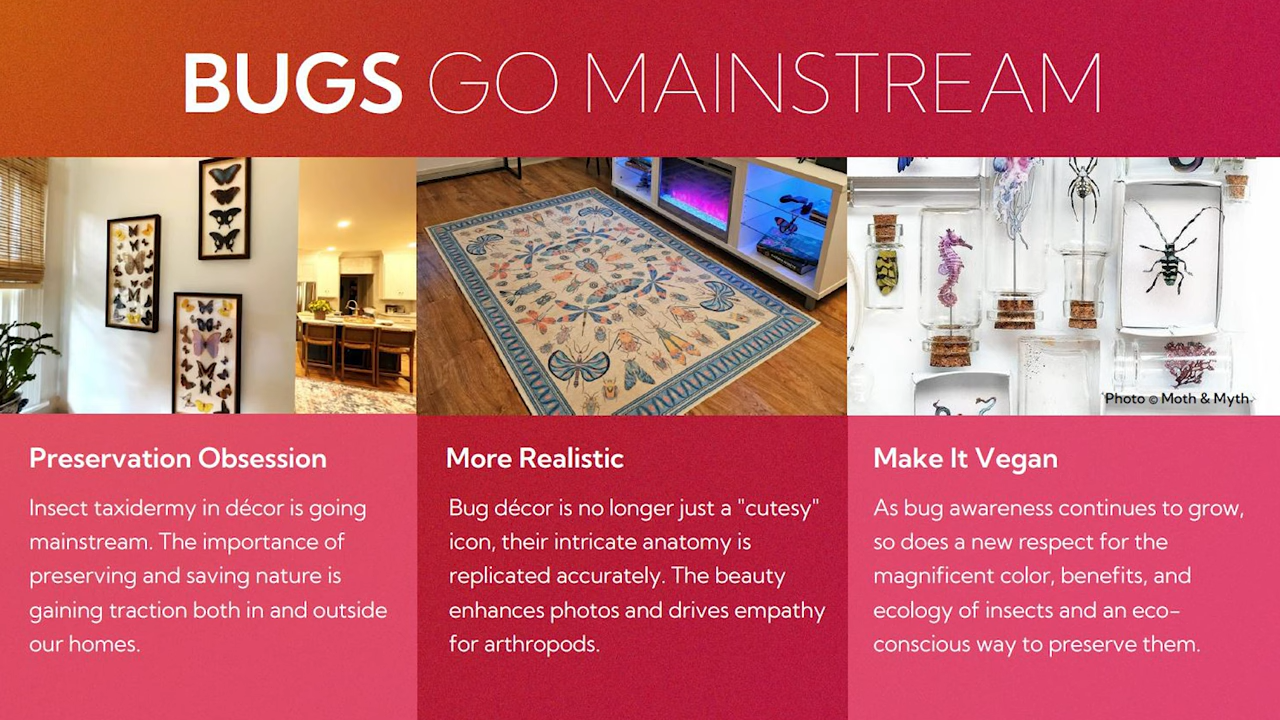 BUGS GO MAINSTREAM
Photo © Moth & Myth
Preservation Obsession
Insect taxidermy in décor is going
mainstream. The importance of
preserving and saving nature is
gaining traction both in and outside
our homes.
More Realistic
Bug décor is no longer just a "cutesy"
icon, their intricate anatomy is
replicated accurately. The beauty
enhances photos and drives empathy
for arthropods.
Make It Vegan
As bug awareness continues to grow,
so does a new respect for the
magnificent color, benefits, and
ecology of insects and an eco-
conscious way to preserve them.